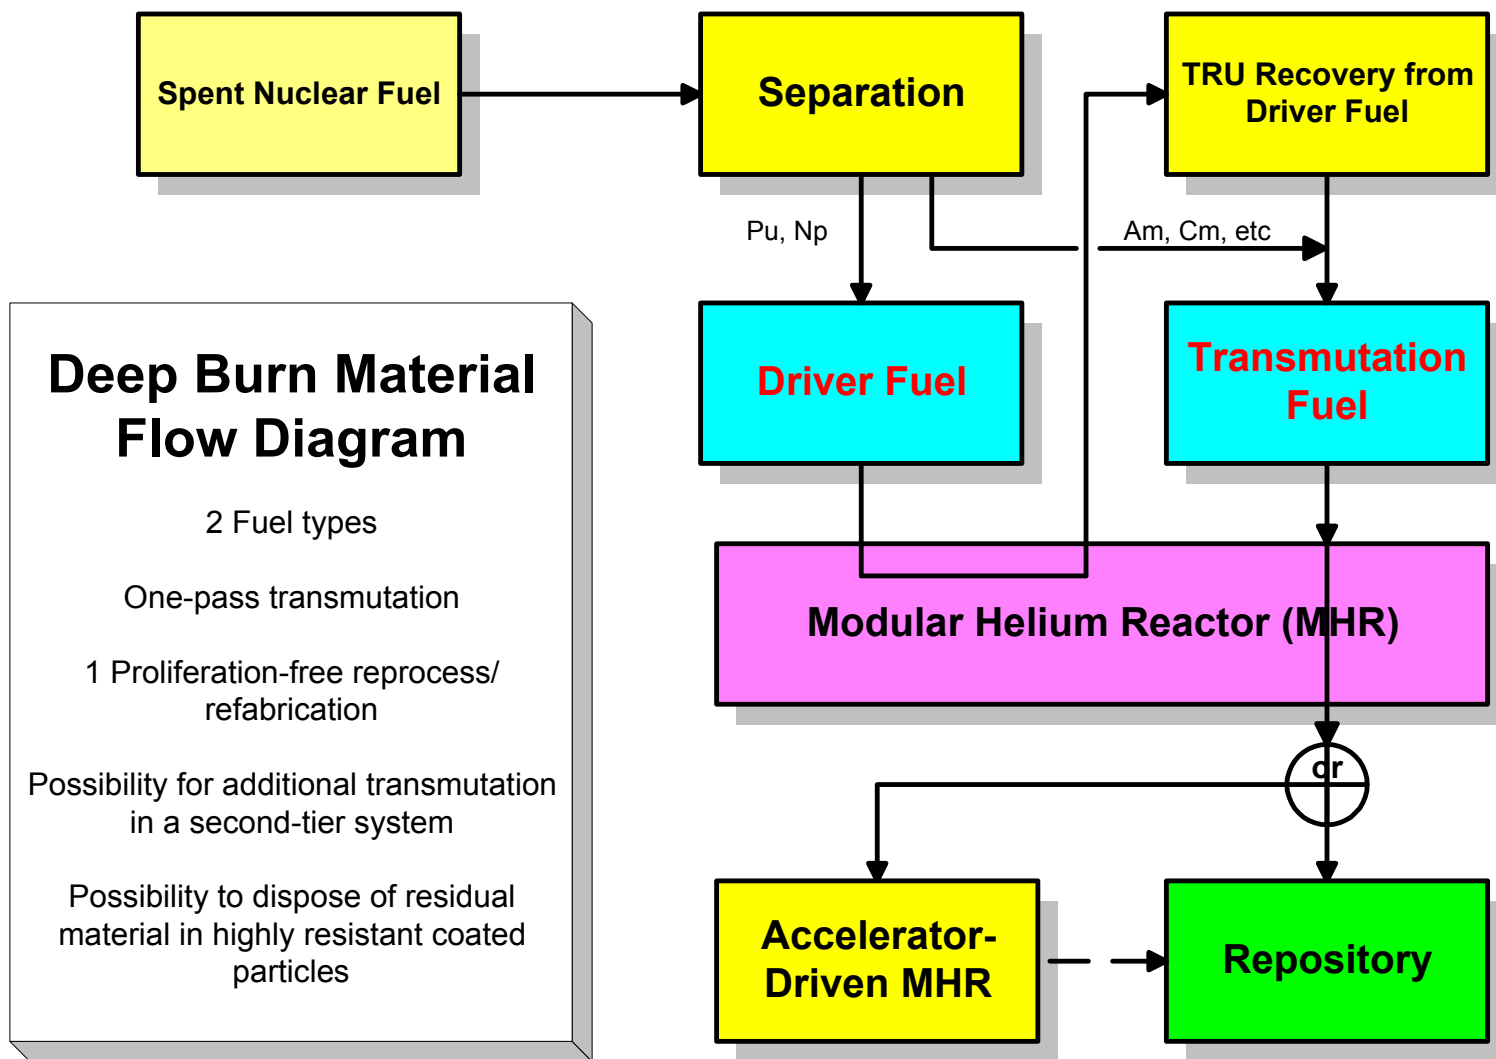 Spent Nuclear Fuel
Separation
TRU Recovery from
Driver Fuel
Pu, Np
Am, Cm, etc
Deep Burn Material
Flow Diagram
2 Fuel types
One-pass transmutation
1 Proliferation-free reprocess/
refabrication
Possibility for additional transmutation
in a second-tier system
Possibility to dispose of residual
material in highly resistant coated
particles
Driver Fuel
Transmutation
Fuel
Modular Helium Reactor (MHR)
or
Accelerator-
Driven MHR
Repository